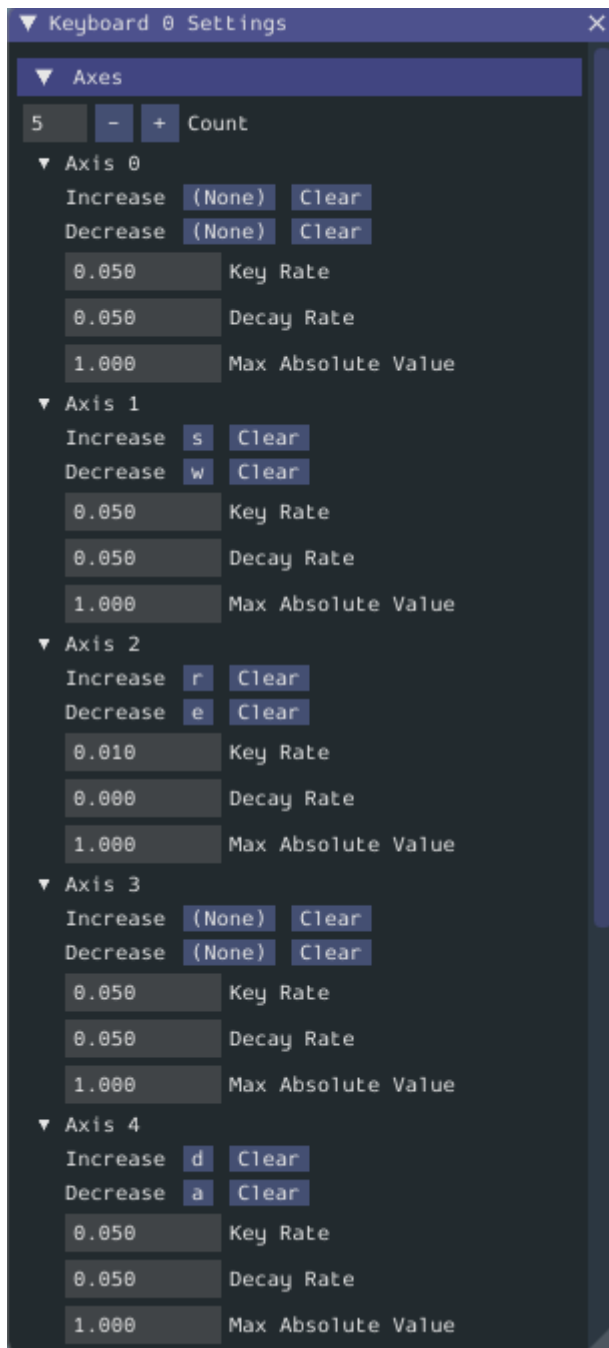 Keyboard 0 Settings
Axes
5 - + Count
Axis 0
Increase (None) Clear
Decrease (None) Clear
0.050 Key Rate
0.050 Decay Rate
1.000 Max Absolute Value
Axis 1
Increase s Clear
Decrease w Clear
0.050 Key Rate
0.050 Decay Rate
1.000 Max Absolute Value
Axis 2
Increase r Clear
Decrease e Clear
0.010 Key Rate
0.000 Decay Rate
1.000 Max Absolute Value
Axis 3
Increase (None) Clear
Decrease (None) Clear
0.050 Key Rate
0.050 Decay Rate
1.000 Max Absolute Value
Axis 4
Increase d Clear
Decrease a Clear
0.050 Key Rate
0.050 Decay Rate
1.000 Max Absolute Value